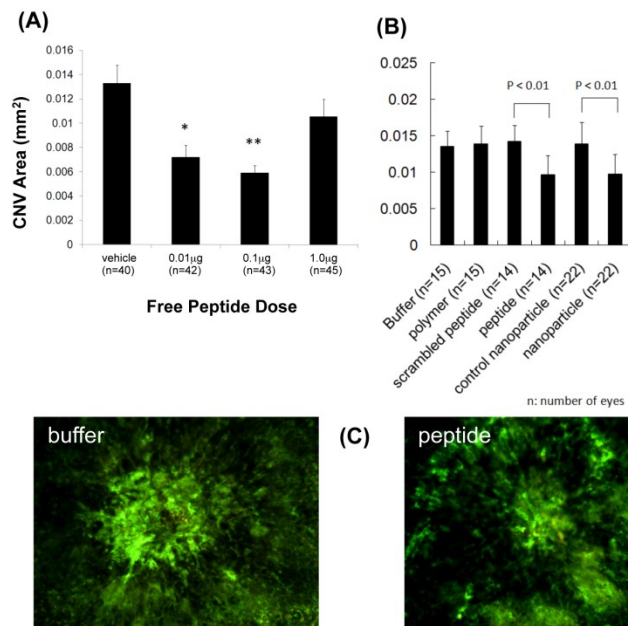 (A)
CNV Area (mm²)
0.016
0.014
0.012
0.01
0.008
0.006
0.004
0.002
0
*
**
vehicle 0.01µg 0.1µg 1.0µg
(n=40) (n=42) (n=43) (n=45)
Free Peptide Dose
(B)
0.025
0.02
0.015
0.01
0.005
0
P < 0.01
P < 0.01
Buffer (n=15)
polymer (n=15)
scrambled peptide (n=14)
peptide (n=14)
control nanoparticle (n=22)
nanoparticle (n=22)
n: number of eyes
buffer
(C)
peptide